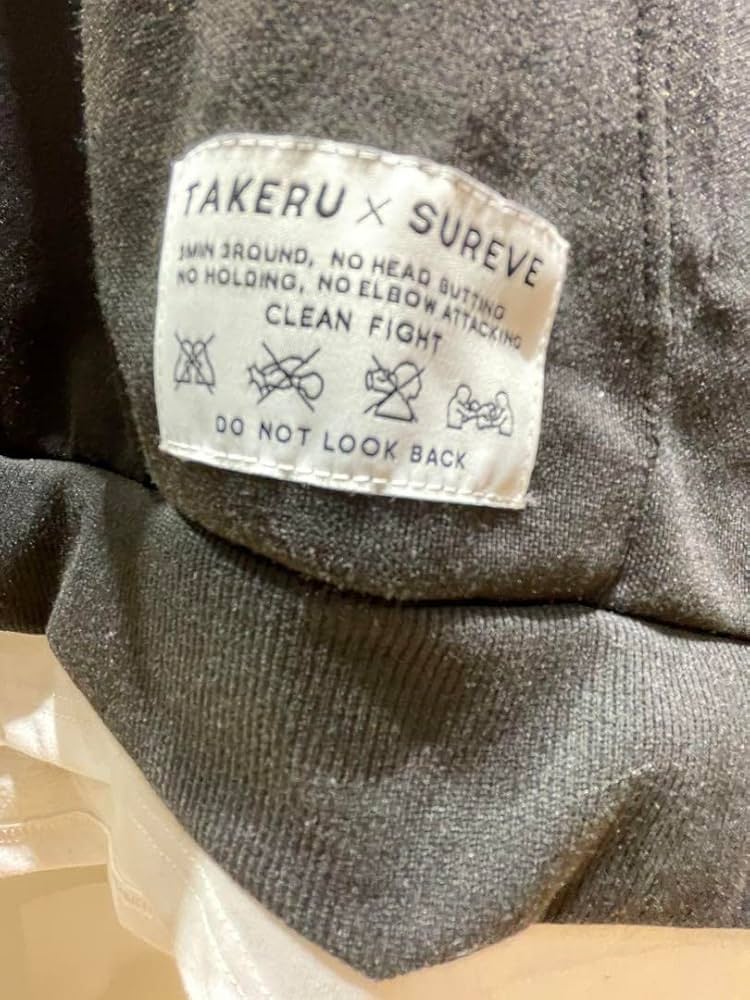 TAKERU X SUREVE
3MIN 3ROUND, NO HEAD BUTTING
NO HOLDING, NO ELBOW ATTACKING
CLEAN FIGHT
DO NOT LOOK BACK